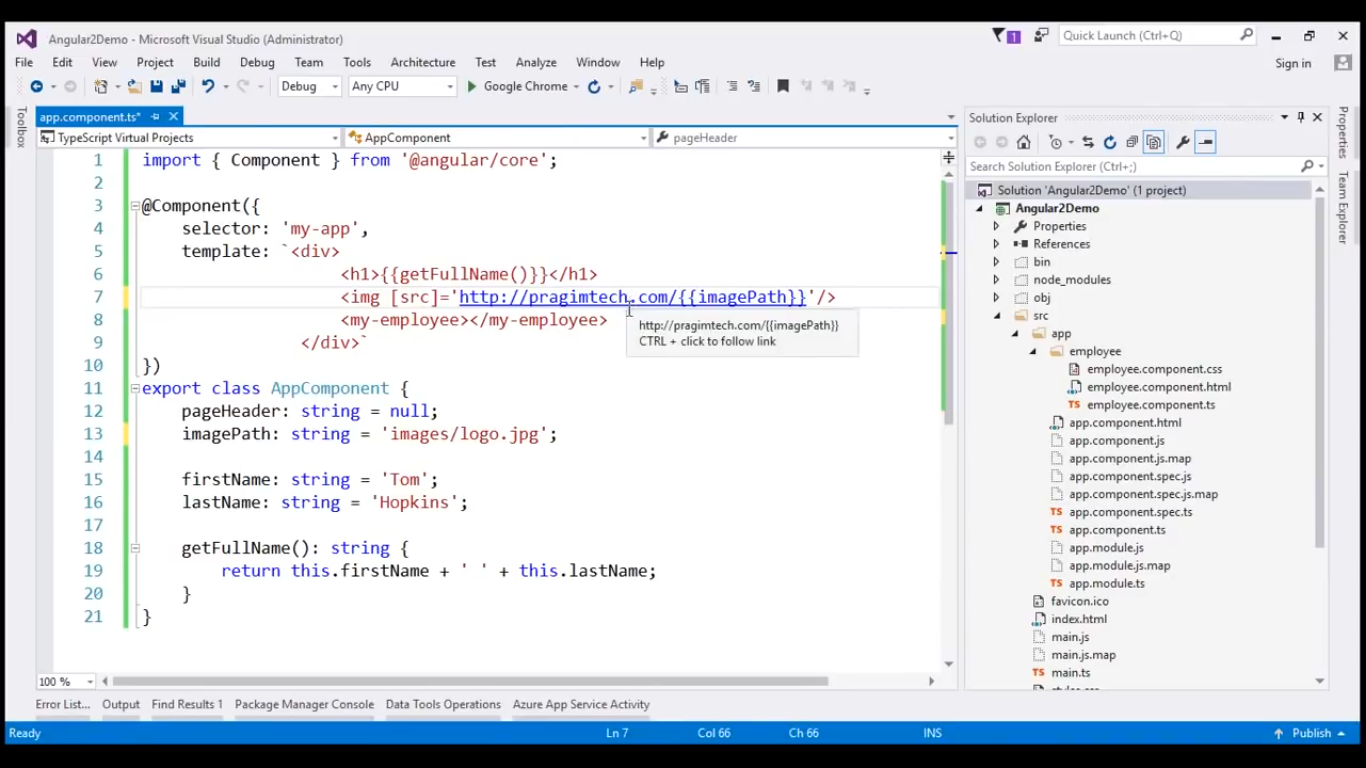 Angular2Demo - Microsoft Visual Studio (Administrator)
1
Quick Launch (Ctrl+Q)
File Edit View Project Build Debug Team Tools Architecture Test Analyze Window Help
Sign in
Debug Any CPU Google Chrome
Toolbox
app.component.ts*
TypeScript Virtual Projects AppComponent pageHeader
1 import { Component } from '@angular/core';
2
3 @Component({
4 selector: 'my-app',
5 template: `<div>
6 <h1>{{getFullName()}}</h1>
7 <img [src]='http://pragimtech.com/{{imagePath}}'/>
8 <my-employee></my-employee>
9 </div>`
10 })
11 export class AppComponent {
12 pageHeader: string = null;
13 imagePath: string = 'images/logo.jpg';
14
15 firstName: string = 'Tom';
16 lastName: string = 'Hopkins';
17
18 getFullName(): string {
19 return this.firstName + ' ' + this.lastName;
20 }
21 }
http://pragimtech.com/{{imagePath}}
CTRL + click to follow link
100 %
Solution Explorer
Search Solution Explorer (Ctrl+;)
Solution 'Angular2Demo' (1 project)
Angular2Demo
Properties
References
bin
node_modules
obj
src
app
employee
employee.component.css
employee.component.html
TS employee.component.ts
app.component.html
app.component.js
app.component.js.map
app.component.spec.js
app.component.spec.js.map
TS app.component.spec.ts
TS app.component.ts
app.module.js
app.module.js.map
TS app.module.ts
favicon.ico
index.html
main.js
main.js.map
TS main.ts
Properties
Team Explorer
Error List... Output Find Results 1 Package Manager Console Data Tools Operations Azure App Service Activity
Ready Ln 7 Col 66 Ch 66 INS Publish